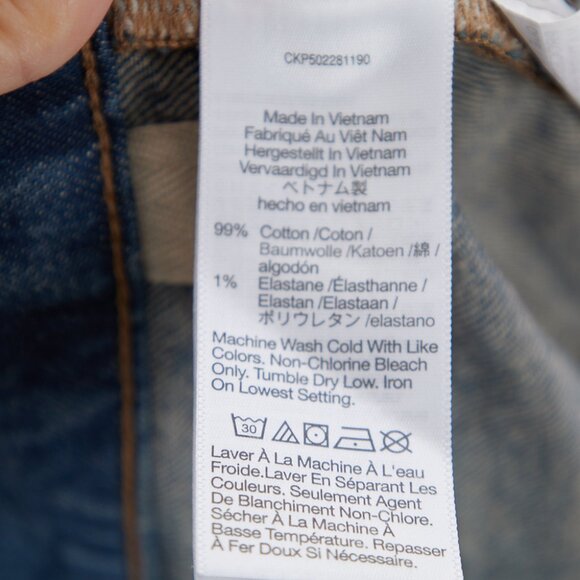 CKP502281190
Made In Vietnam
Fabriqué Au Viêt Nam
Hergestellt In Vietnam
Vervaardigd In Vietnam
ベトナム製
hecho en vietnam
99% Cotton /Coton /
Baumwolle /Katoen /綿 /
algodón
1% Elastane /Élasthanne /
Elastan /Elastaan /
ポリウレタン /elastano
Machine Wash Cold With Like
Colors. Non-Chlorine Bleach
Only. Tumble Dry Low. Iron
On Lowest Setting.
30
Laver À La Machine À L'eau
Froide.Laver En Séparant Les
Couleurs. Seulement Agent
De Blanchiment Non-Chlore.
Sécher À La Machine À
Basse Température. Repasser
À Fer Doux Si Nécessaire.